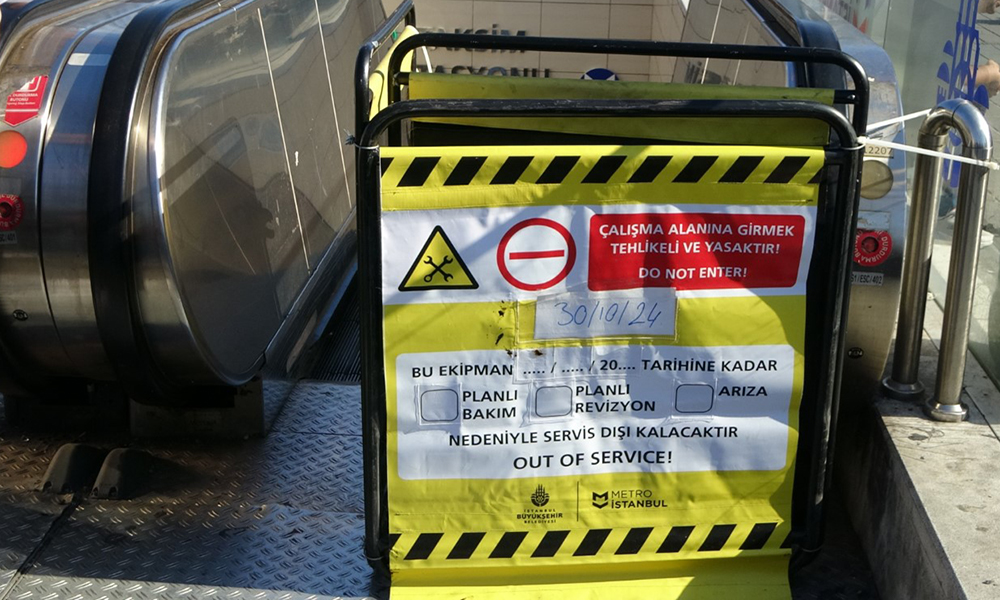 ÇALIŞMA ALANINA GİRMEK
TEHLİKELİ VE YASAKTIR!
DO NOT ENTER!
30/10/24
BU EKİPMAN ..... / ..... / 20.... TARİHİNE KADAR
PLANLI
BAKIM
PLANLI
REVİZYON
ARIZA
NEDENİYLE SERVİS DIŞI KALACAKTIR
OUT OF SERVICE!
İSTANBUL
BÜYÜKŞEHİR
BELEDİYESİ
METRO
İSTANBUL
2207